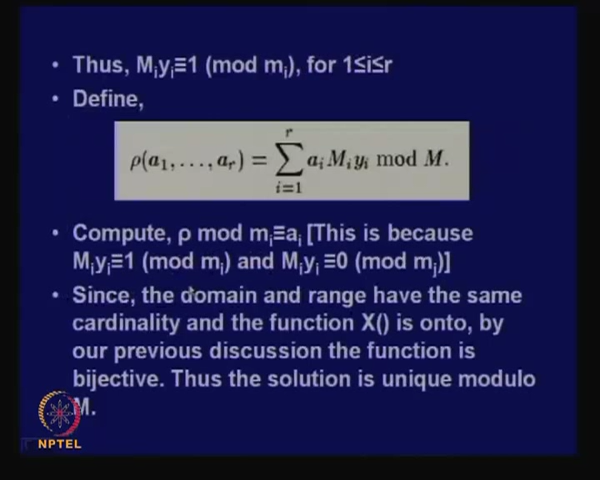 • Thus, Mᵢyᵢ≡1 (mod mᵢ), for 1≤i≤r
• Define,
ρ(a₁, . . . , aᵣ) = ∑ᵢ₌₁ʳ aᵢMᵢyᵢ mod M.
• Compute, ρ mod mᵢ≡aᵢ [This is because
Mᵢyᵢ≡1 (mod mᵢ) and Mᵢyᵢ ≡0 (mod mⱼ)]
• Since, the domain and range have the same
cardinality and the function X() is onto, by
our previous discussion the function is
bijective. Thus the solution is unique modulo
M.
NPTEL